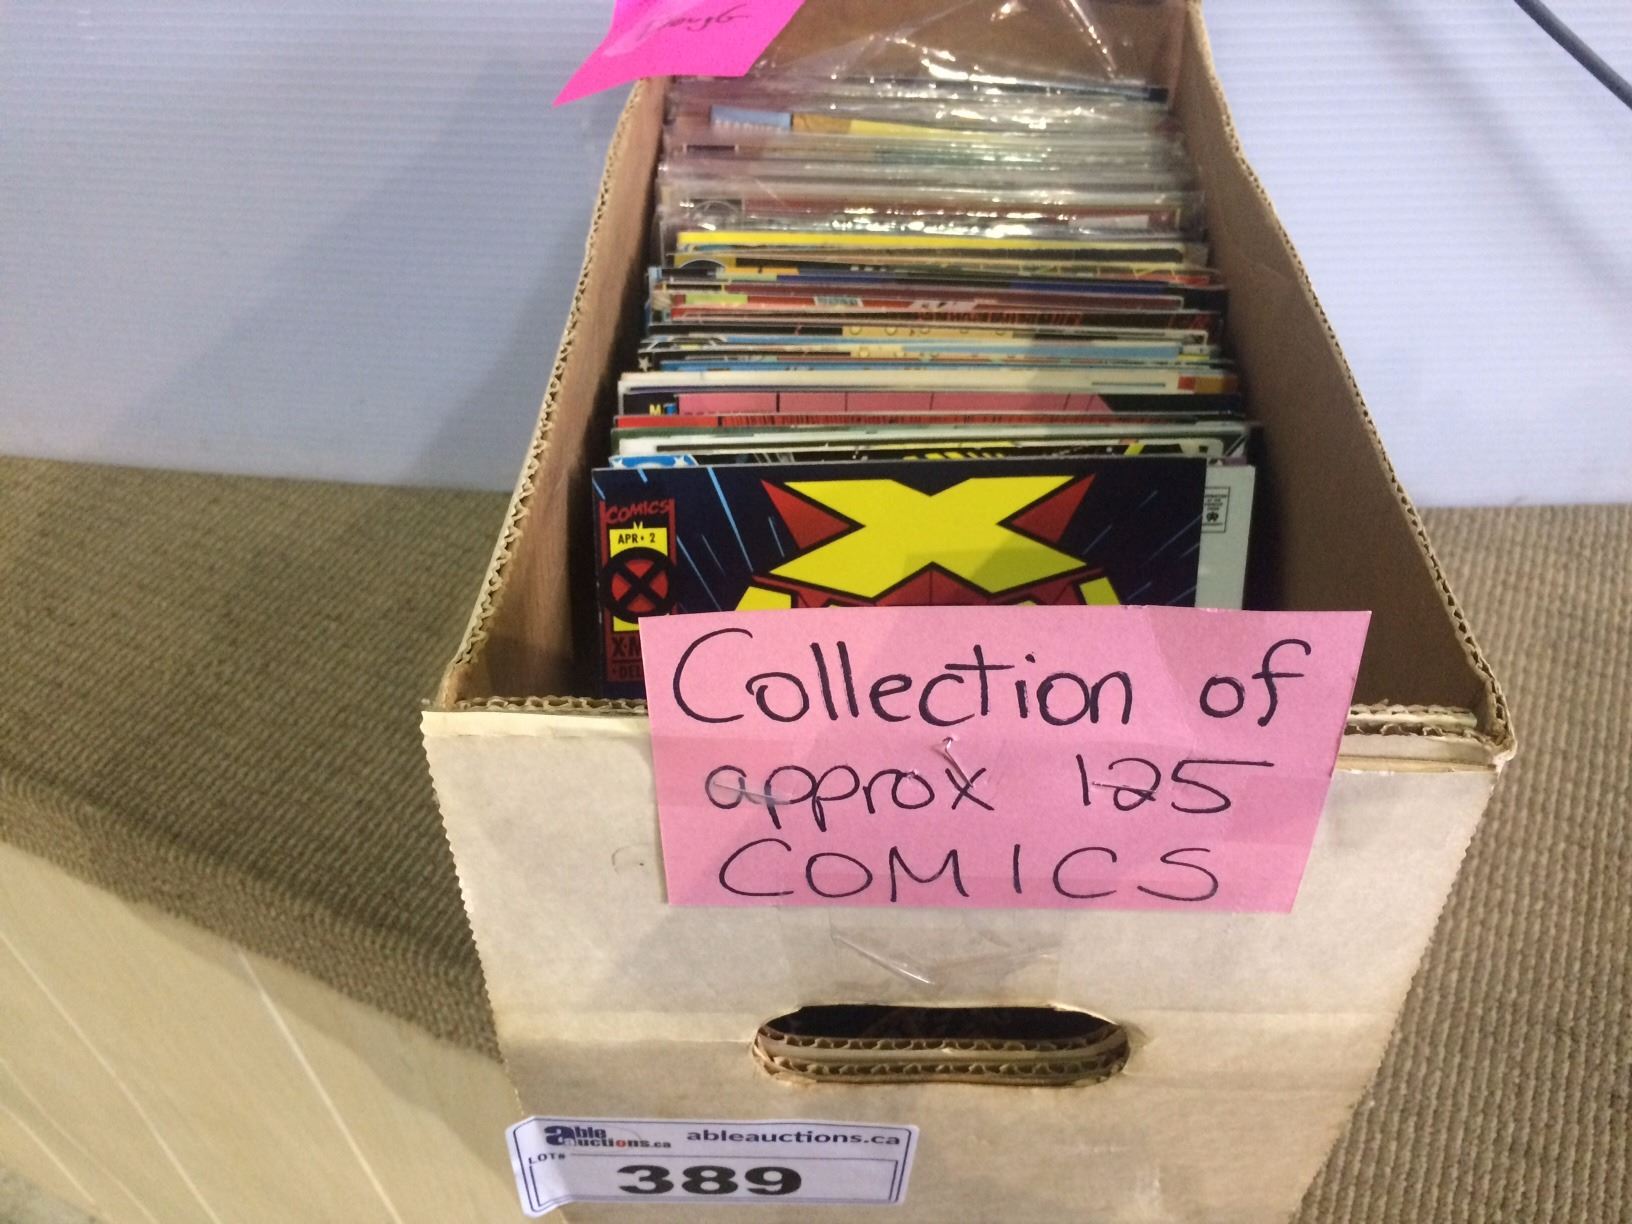 COMICS
APR • 2
X
Collection of
approx 125
COMICS
able
auctions.ca
ableauctions.ca
LOT#
389